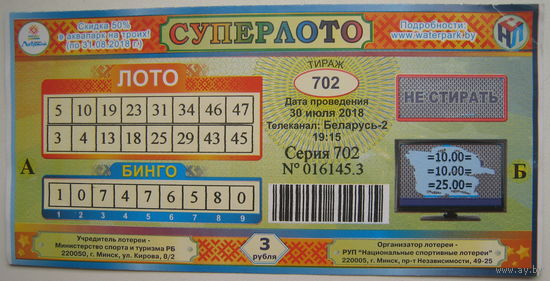 Скидка 50%
в аквапарк на троих!
(по 31.08.2018 г.)
СУПЕРЛОТО
Подробности:
www.waterpark.by
ЛОТО
5 10 19 23 31 34 46 47
3 4 13 14 25 28 43 45
ТИРАЖ
702
Дата проведения
30 июля 2018
Телеканал: Беларусь-2
19:15
Серия 702
№ 016145.3
НЕ СТИРАТЬ
А
Б
БИНГО
1 0 7 4 7 6 5 8 0
1 2 3 4 5 6 7 8 9
=10.00=
=10.00=
=25.00=
Учредитель лотереи -
Министерство спорта и туризма РБ
220050, г. Минск, ул. Кирова, 8/2
3
рубля
Организатор лотереи -
РУП "Национальные спортивные лотереи"
220005, г. Минск, пр-т Независимости, 49-25
ay.by